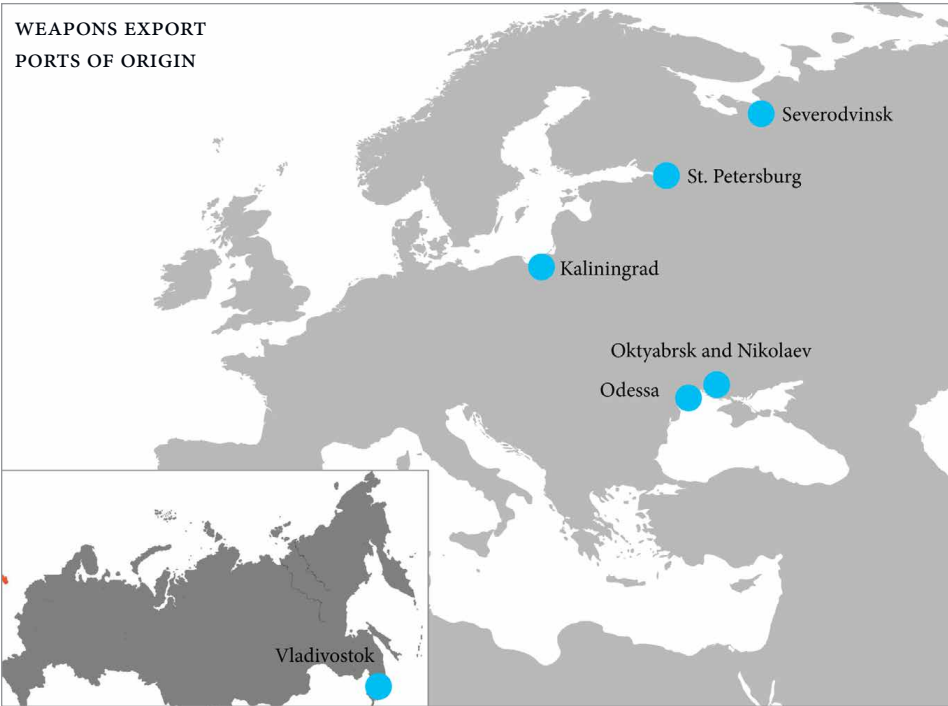 WEAPONS EXPORT
PORTS OF ORIGIN
Severodvinsk
St. Petersburg
Kaliningrad
Oktyabrsk and Nikolaev
Odessa
Vladivostok